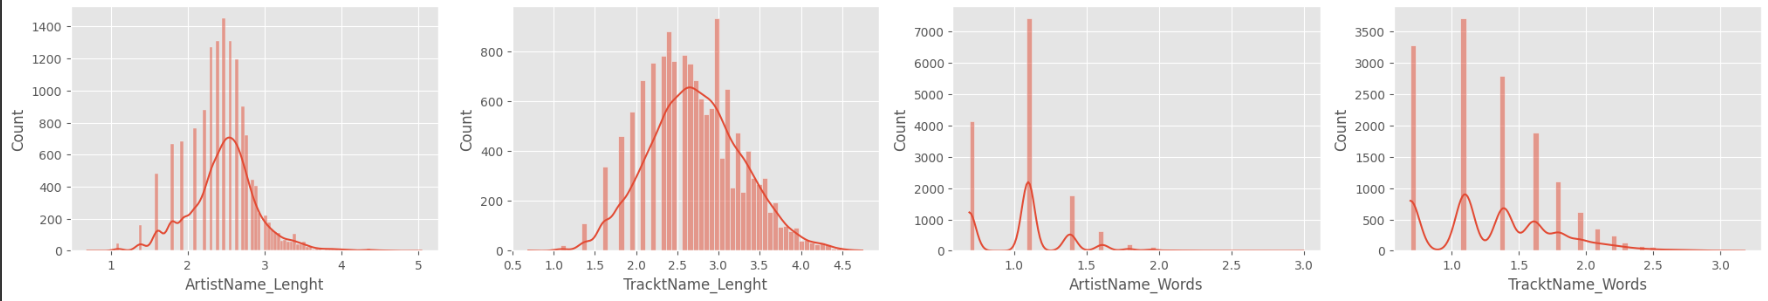 1400
1200
1000
800
600
400
200
0
Count
1 2 3 4 5
ArtistName_Lenght
800
600
400
200
0
Count
0.5 1.0 1.5 2.0 2.5 3.0 3.5 4.0 4.5
TracktName_Lenght
7000
6000
5000
4000
3000
2000
1000
0
Count
1.0 1.5 2.0 2.5 3.0
ArtistName_Words
3500
3000
2500
2000
1500
1000
500
0
Count
1.0 1.5 2.0 2.5 3.0
TracktName_Words